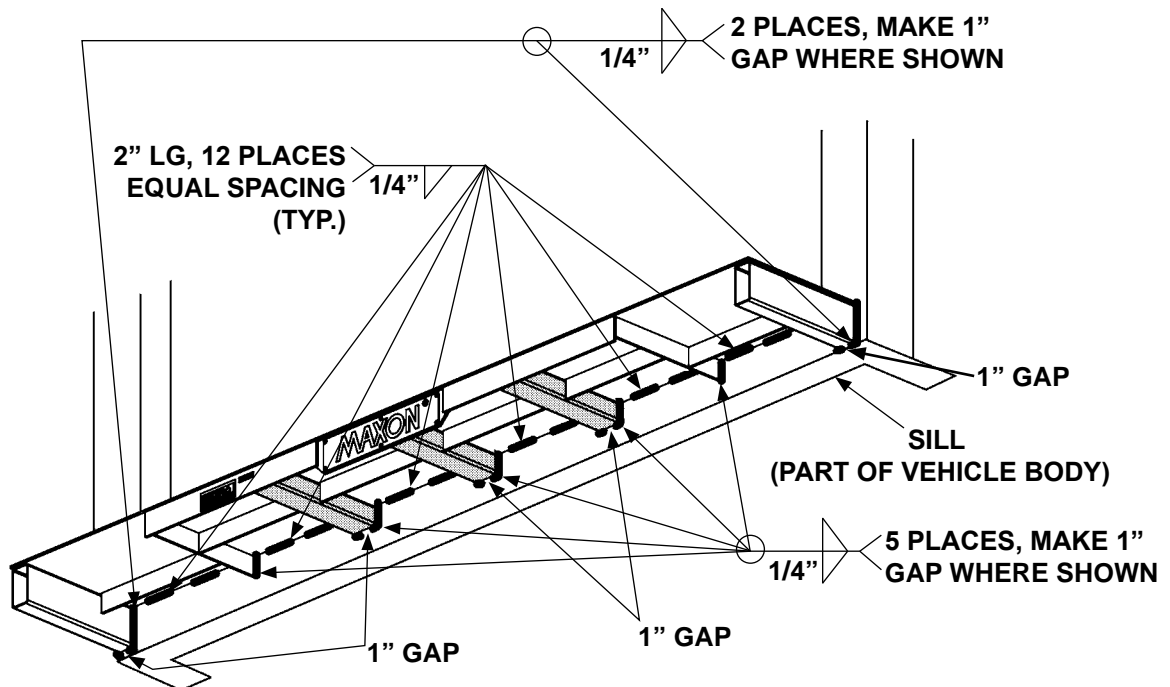 2 PLACES, MAKE 1”
GAP WHERE SHOWN
1/4”
2” LG, 12 PLACES
EQUAL SPACING
(TYP.)
1/4”
1” GAP
SILL
(PART OF VEHICLE BODY)
MAXON
5 PLACES, MAKE 1”
GAP WHERE SHOWN
1/4”
1” GAP
1” GAP